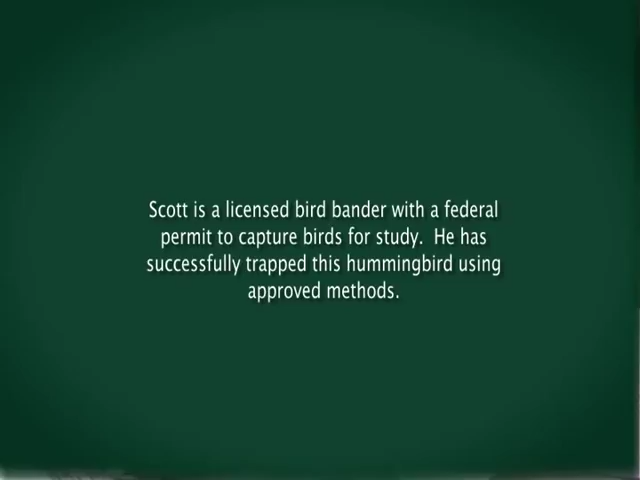 Scott is a licensed bird bander with a federal
permit to capture birds for study.  He has
successfully trapped this hummingbird using
approved methods.